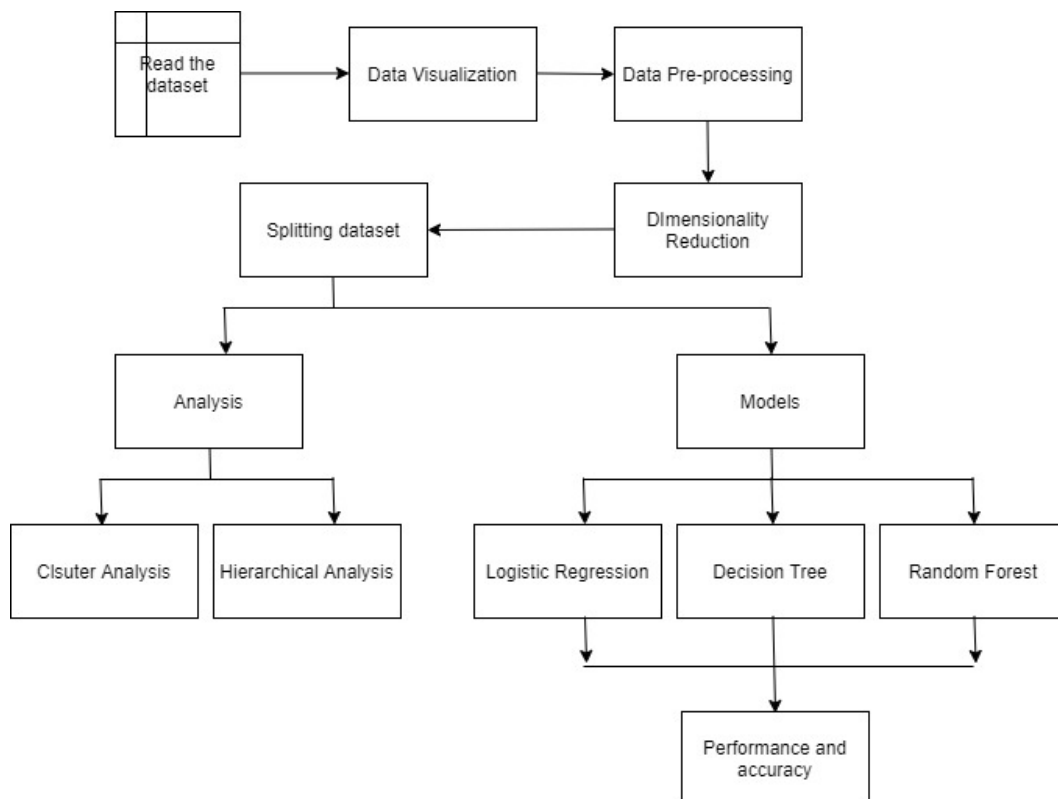 Read the
dataset
Data Visualization
Data Pre-processing
Splitting dataset
DImensionality
Reduction
Analysis
Models
Clsuter Analysis
Hierarchical Analysis
Logistic Regression
Decision Tree
Random Forest
Performance and
accuracy